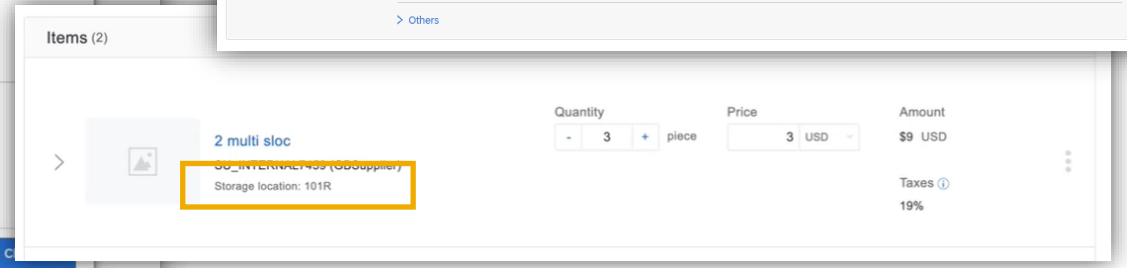 Others
Items (2)
2 multi sloc
SU_INTERNAL7459 (GBSupplier)
Storage location: 101R
Quantity
- 3 + piece
Price
3 USD
Amount
$9 USD
Taxes
19%